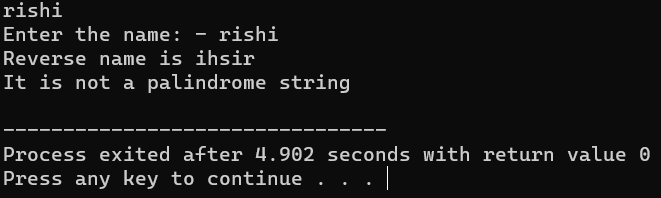 rishi
Enter the name: - rishi
Reverse name is ihsir
It is not a palindrome string
--------------------------------
Process exited after 4.902 seconds with return value 0
Press any key to continue . . .